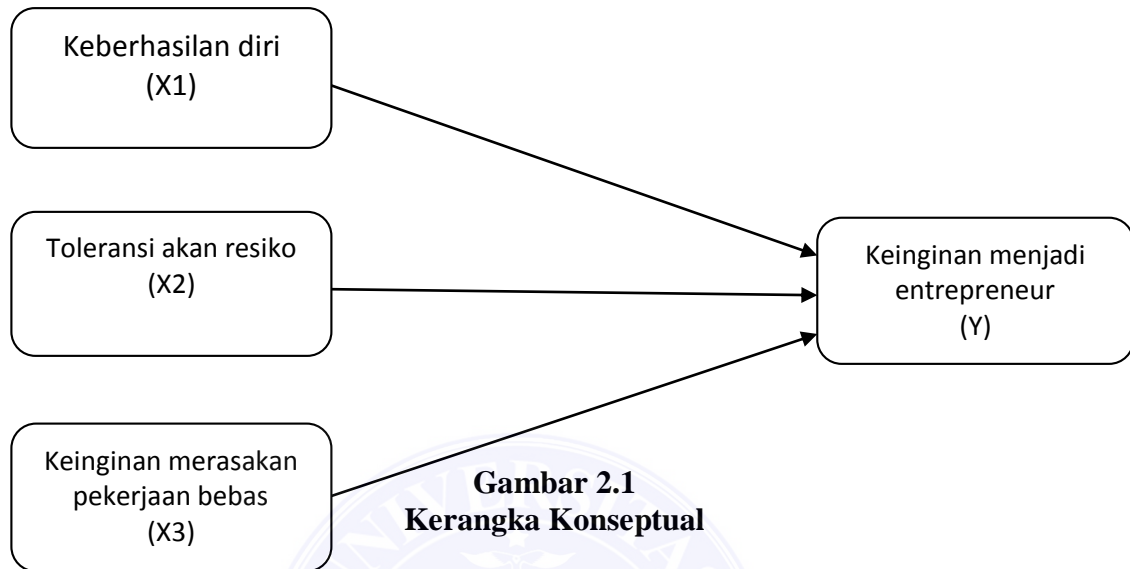 Keberhasilan diri
(X1)
Toleransi akan resiko
(X2)
Keinginan menjadi
entrepreneur
(Y)
Keinginan merasakan
pekerjaan bebas
(X3)
Gambar 2.1
Kerangka Konseptual
UNIVERSITAS